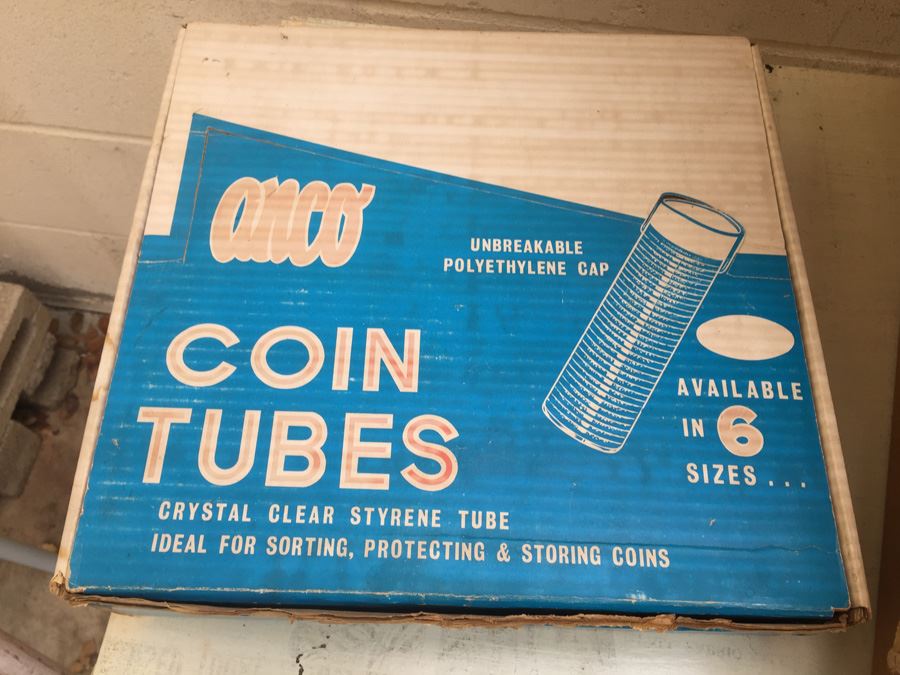 anco
UNBREAKABLE
POLYETHYLENE CAP
COIN
TUBES
AVAILABLE
IN 6
SIZES...
CRYSTAL CLEAR STYRENE TUBE
IDEAL FOR SORTING, PROTECTING & STORING COINS